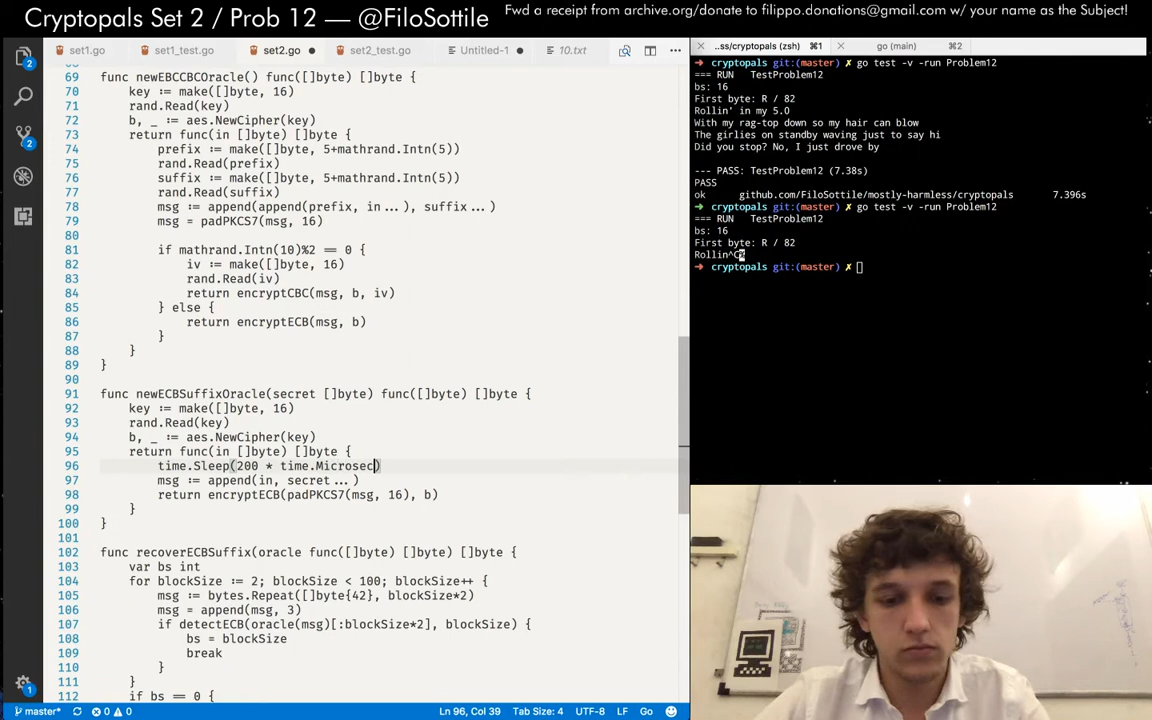 Cryptopals Set 2 / Prob 12 — @FiloSottile
Fwd a receipt from archive.org/donate to filippo.donations@gmail.com w/ your name as the Subject!
set1.go
set1_test.go
set2.go
set2_test.go
Untitled-1
10.txt
69 func newEBCCBCOracle() func([]byte) []byte {
70 key := make([]byte, 16)
71 rand.Read(key)
72 b, _ := aes.NewCipher(key)
73 return func(in []byte) []byte {
74 prefix := make([]byte, 5+mathrand.Intn(5))
75 rand.Read(prefix)
76 suffix := make([]byte, 5+mathrand.Intn(5))
77 rand.Read(suffix)
78 msg := append(append(prefix, in...), suffix...)
79 msg = padPKCS7(msg, 16)
80
81 if mathrand.Intn(10)%2 == 0 {
82 iv := make([]byte, 16)
83 rand.Read(iv)
84 return encryptCBC(msg, b, iv)
85 } else {
86 return encryptECB(msg, b)
87 }
88 }
89 }
90
91 func newECBSuffixOracle(secret []byte) func([]byte) []byte {
92 key := make([]byte, 16)
93 rand.Read(key)
94 b, _ := aes.NewCipher(key)
95 return func(in []byte) []byte {
96 time.Sleep(200 * time.Microsec)
97 msg := append(in, secret...)
98 return encryptECB(padPKCS7(msg, 16), b)
99 }
100 }
101
102 func recoverECBSuffix(oracle func([]byte) []byte) []byte {
103 var bs int
104 for blockSize := 2; blockSize < 100; blockSize++ {
105 msg := bytes.Repeat([]byte{42}, blockSize*2)
106 msg = append(msg, 3)
107 if detectECB(oracle(msg)[:blockSize*2], blockSize) {
108 bs = blockSize
109 break
110 }
111 }
112 if bs == 0 {
2
2
1
master*
0 0
Ln 96, Col 39
Tab Size: 4
UTF-8
LF
Go
..ss/cryptopals (zsh) ⌘1
go (main) ⌘2
➜ cryptopals git:(master) ✗ go test -v -run Problem12
=== RUN TestProblem12
bs: 16
First byte: R / 82
Rollin' in my 5.0
With my rag-top down so my hair can blow
The girlies on standby waving just to say hi
Did you stop? No, I just drove by
--- PASS: TestProblem12 (7.38s)
PASS
ok github.com/FiloSottile/mostly-harmless/cryptopals 7.396s
➜ cryptopals git:(master) ✗ go test -v -run Problem12
=== RUN TestProblem12
bs: 16
First byte: R / 82
Rollin^C%
➜ cryptopals git:(master) ✗